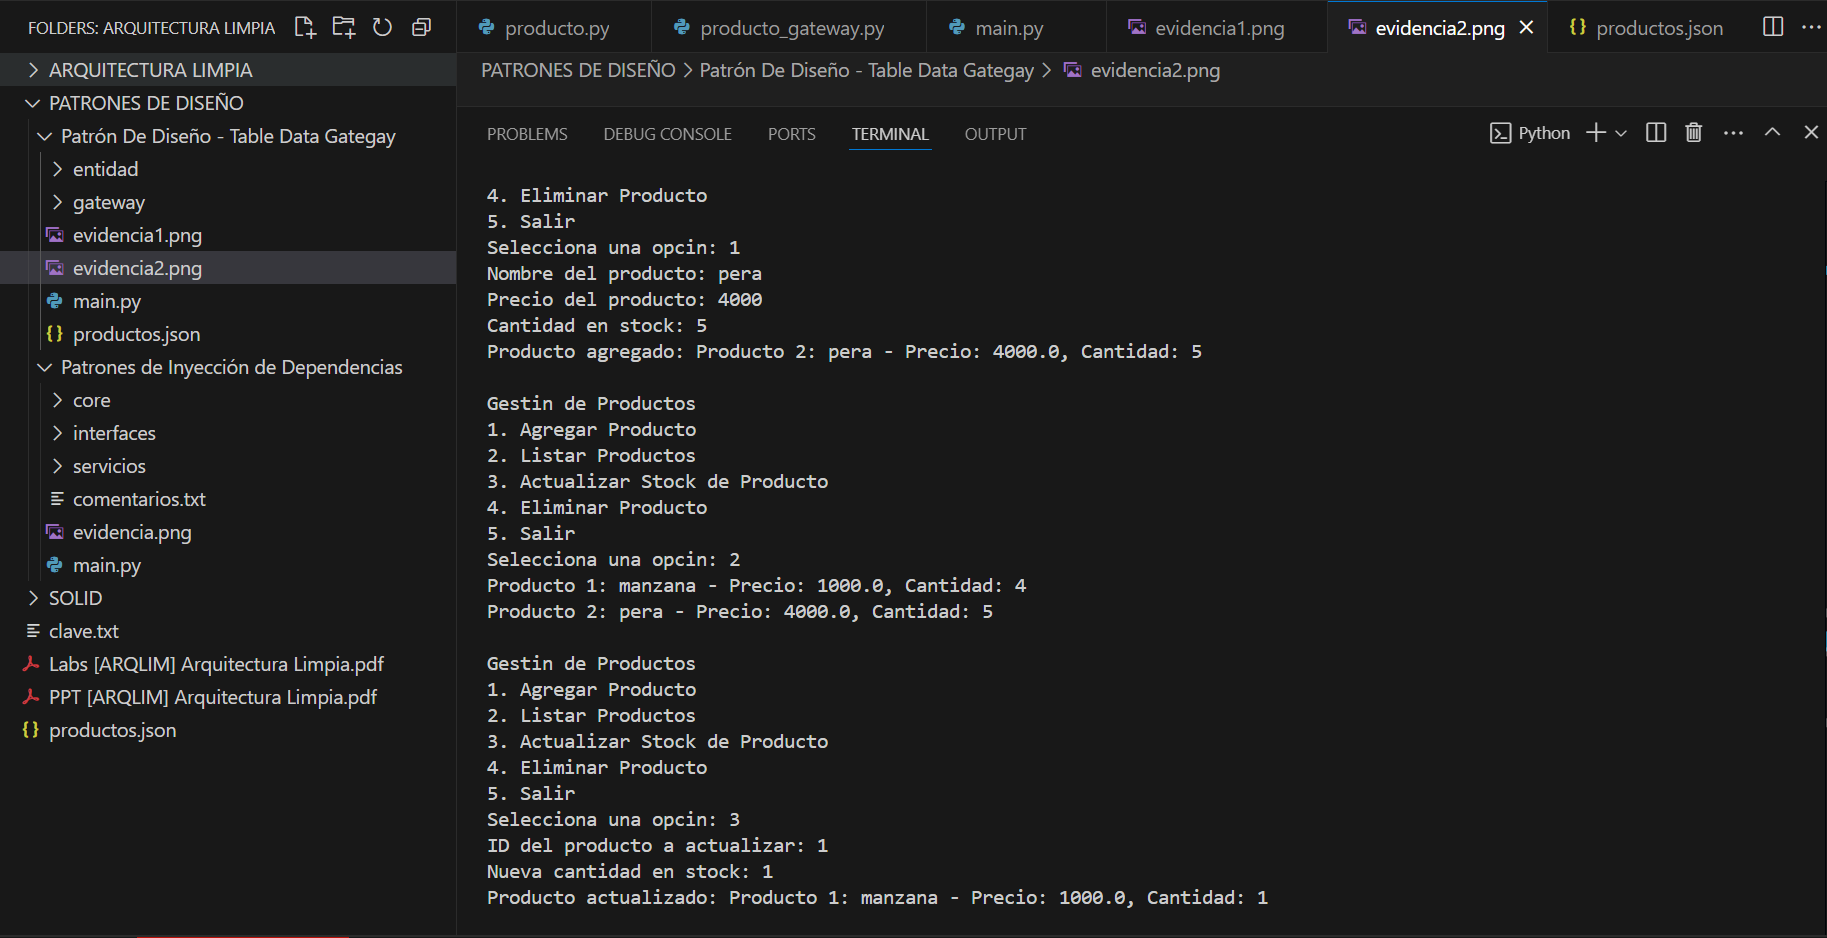 FOLDERS: ARQUITECTURA LIMPIA
ARQUITECTURA LIMPIA
PATRONES DE DISEÑO
Patrón De Diseño - Table Data Gategay
entidad
gateway
evidencia1.png
evidencia2.png
main.py
productos.json
Patrones de Inyección de Dependencias
core
interfaces
servicios
comentarios.txt
evidencia.png
main.py
SOLID
clave.txt
Labs [ARQLIM] Arquitectura Limpia.pdf
PPT [ARQLIM] Arquitectura Limpia.pdf
productos.json
producto.py producto_gateway.py main.py evidencia1.png evidencia2.png productos.json
PATRONES DE DISEÑO > Patrón De Diseño - Table Data Gategay > evidencia2.png
PROBLEMS DEBUG CONSOLE PORTS TERMINAL OUTPUT Python
4. Eliminar Producto
5. Salir
Selecciona una opcin: 1
Nombre del producto: pera
Precio del producto: 4000
Cantidad en stock: 5
Producto agregado: Producto 2: pera - Precio: 4000.0, Cantidad: 5
Gestin de Productos
1. Agregar Producto
2. Listar Productos
3. Actualizar Stock de Producto
4. Eliminar Producto
5. Salir
Selecciona una opcin: 2
Producto 1: manzana - Precio: 1000.0, Cantidad: 4
Producto 2: pera - Precio: 4000.0, Cantidad: 5
Gestin de Productos
1. Agregar Producto
2. Listar Productos
3. Actualizar Stock de Producto
4. Eliminar Producto
5. Salir
Selecciona una opcin: 3
ID del producto a actualizar: 1
Nueva cantidad en stock: 1
Producto actualizado: Producto 1: manzana - Precio: 1000.0, Cantidad: 1